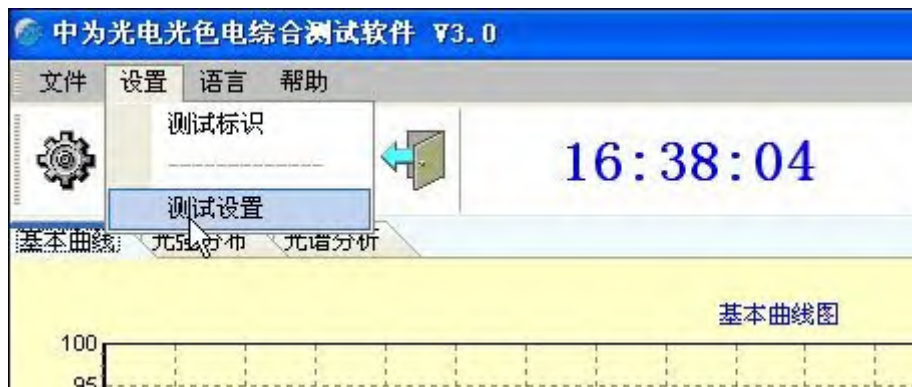 中为光电光色电综合测试软件 V3.0
文件 设置 语言 帮助
测试标识
16:38:04
测试设置
基本曲线 光强分布 光谱分析
基本曲线图
100
95